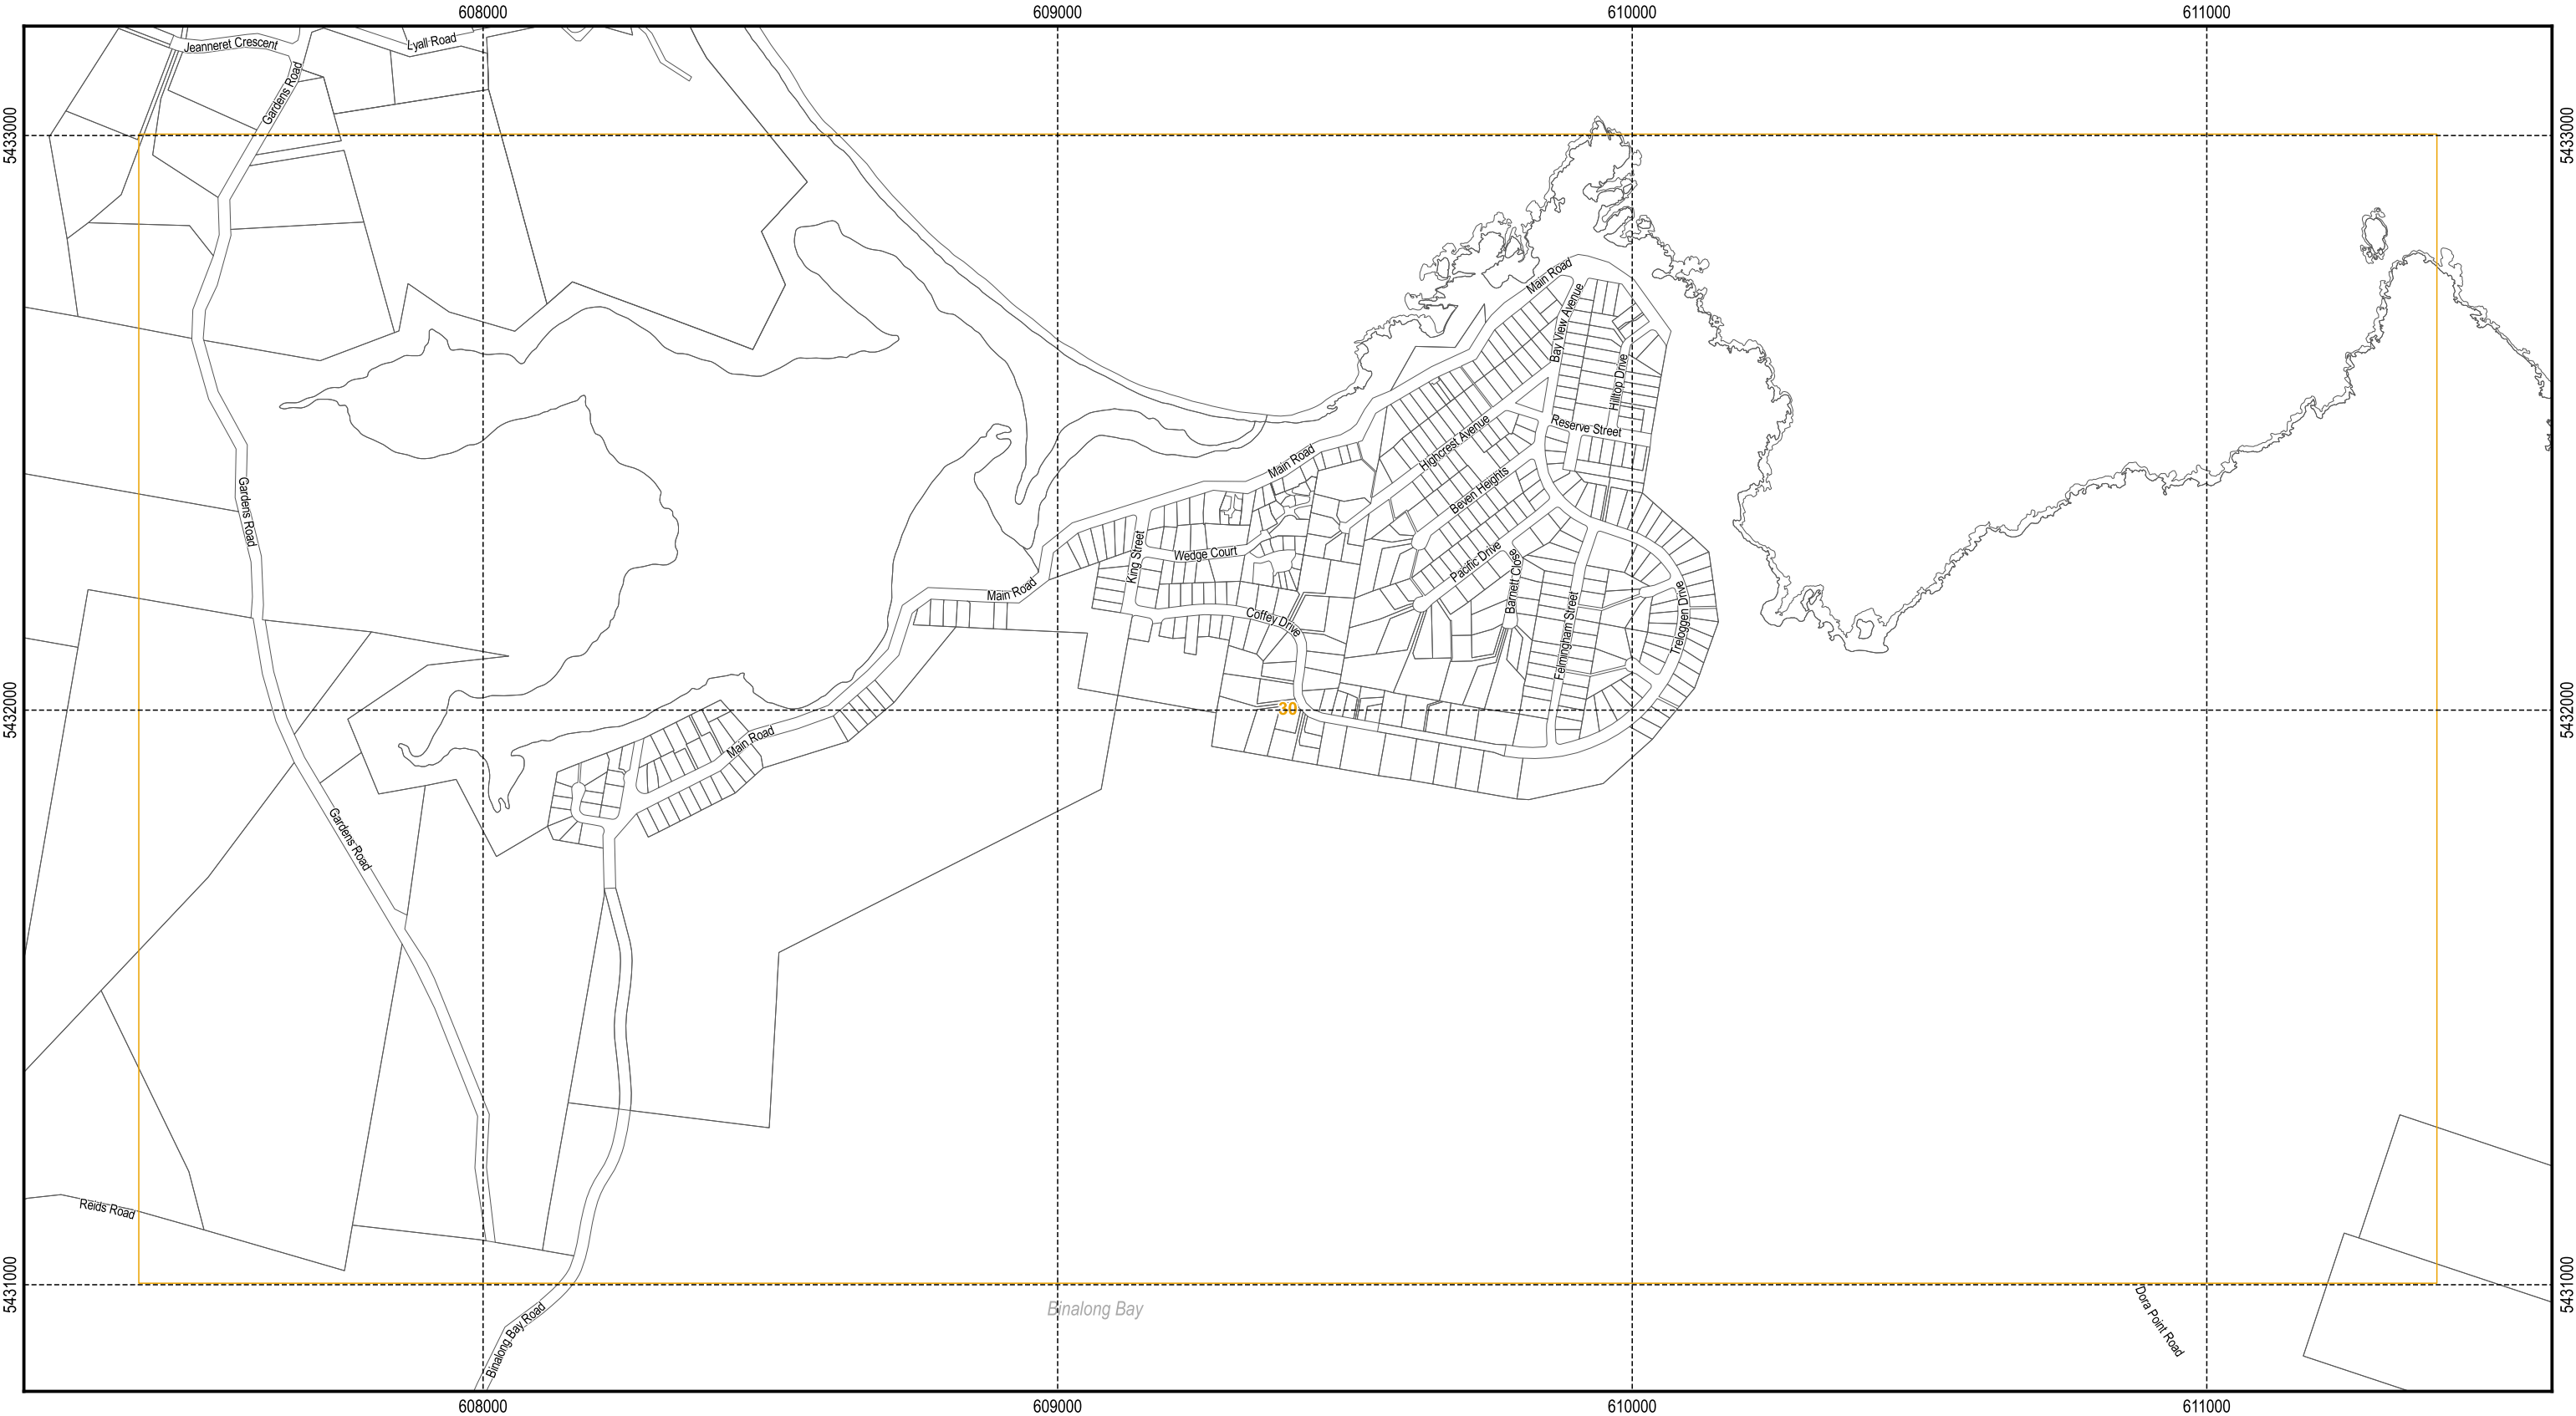 608000
609000
610000
611000
Jeanneret Crescent
Lyall Road
Gardens Road
5433000
5433000
Main Road
Bay View Avenue
Hilltop Drive
Reserve Street
Highcrest Avenue
Main Road
Gardens Road
Beven Heights
King Street
Wedge Court
Pacific Drive
Barnett Close
Main Road
Coffey Drive
Felmingham Street
Treloggen Drive
5432000
30
5432000
Main Road
Gardens Road
Reids Road
5431000
5431000
Binalong Bay
Binalong Bay Road
Dora Point Road
608000
609000
610000
611000